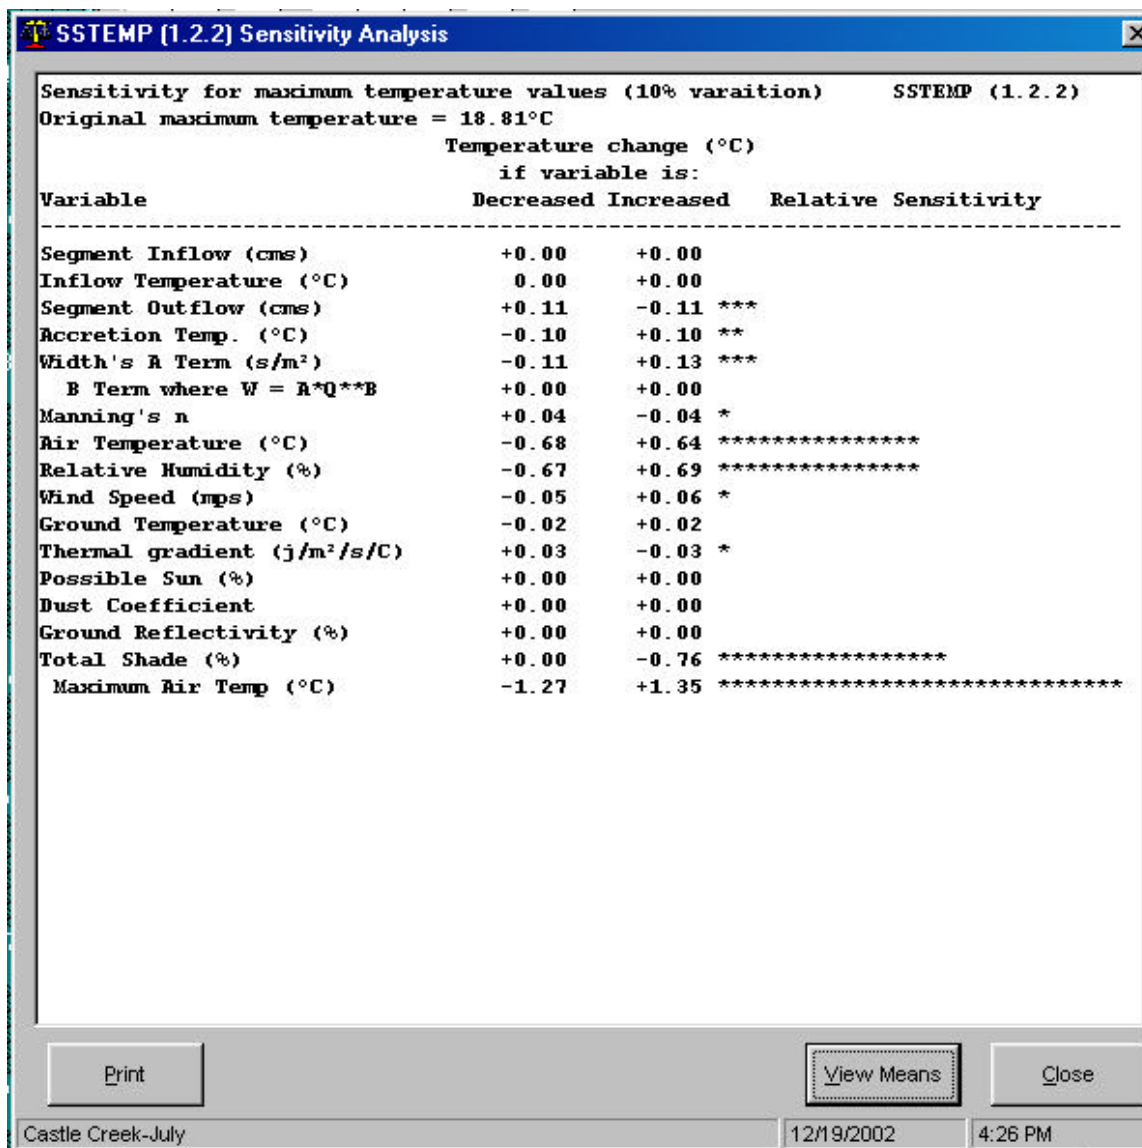 SSTEMP (1.2.2) Sensitivity Analysis
Sensitivity for maximum temperature values (10% varaition) SSTEMP (1.2.2)
Original maximum temperature = 18.81°C
Temperature change (°C)
if variable is:
Variable Decreased Increased Relative Sensitivity
--------------------------------------------------------------------------------
Segment Inflow (cms) +0.00 +0.00
Inflow Temperature (°C) 0.00 +0.00
Segment Outflow (cms) +0.11 -0.11 ***
Accretion Temp. (°C) -0.10 +0.10 **
Width's A Term (s/m²) -0.11 +0.13 ***
B Term where W = A*Q**B +0.00 +0.00
Manning's n +0.04 -0.04 *
Air Temperature (°C) -0.68 +0.64 ***************
Relative Humidity (%) -0.67 +0.69 ***************
Wind Speed (mps) -0.05 +0.06 *
Ground Temperature (°C) -0.02 +0.02
Thermal gradient (j/m²/s/C) +0.03 -0.03 *
Possible Sun (%) +0.00 +0.00
Dust Coefficient +0.00 +0.00
Ground Reflectivity (%) +0.00 +0.00
Total Shade (%) +0.00 -0.76 *****************
Maximum Air Temp (°C) -1.27 +1.35 ******************************
Print View Means Close
Castle Creek-July 12/19/2002 4:26 PM